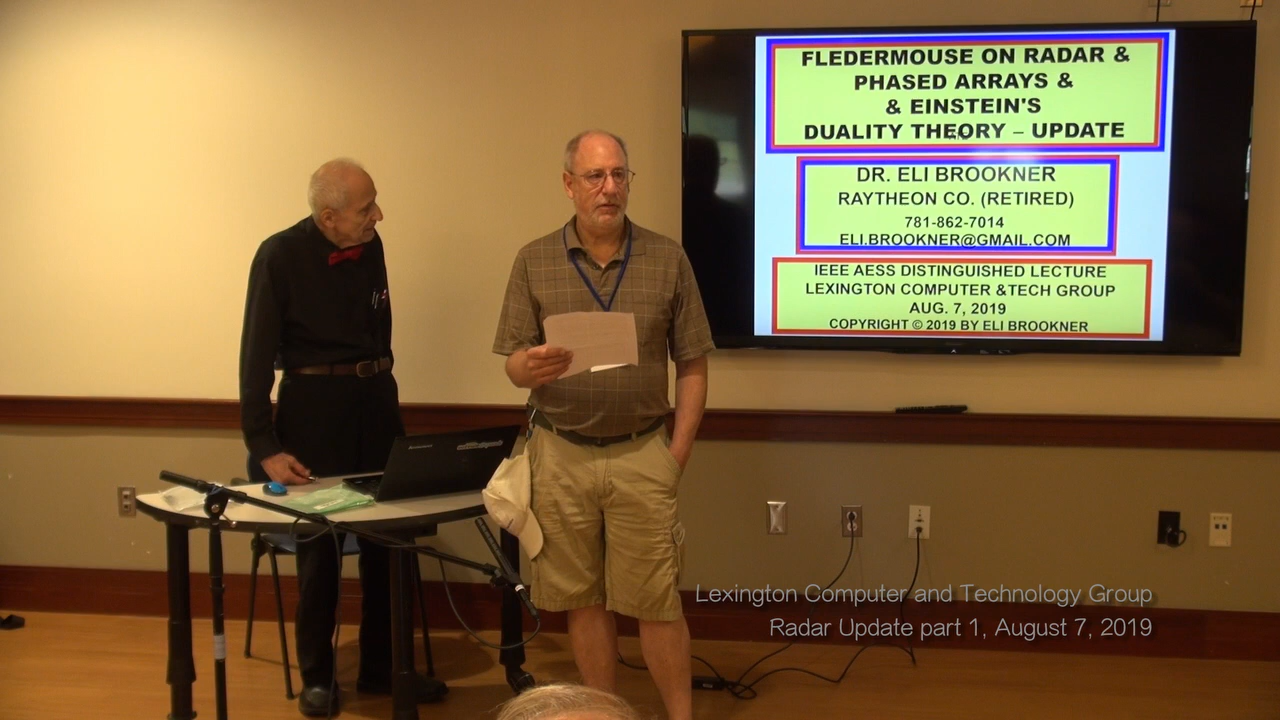 FLEDERMOUSE ON RADAR &
PHASED ARRAYS &
& EINSTEIN'S
DUALITY THEORY – UPDATE
DR. ELI BROOKNER
RAYTHEON CO. (RETIRED)
781-862-7014
ELI.BROOKNER@GMAIL.COM
IEEE AESS DISTINGUISHED LECTURE
LEXINGTON COMPUTER &TECH GROUP
AUG. 7, 2019
COPYRIGHT © 2019 BY ELI BROOKNER
Lexington Computer and Technology Group
Radar Update part 1, August 7, 2019